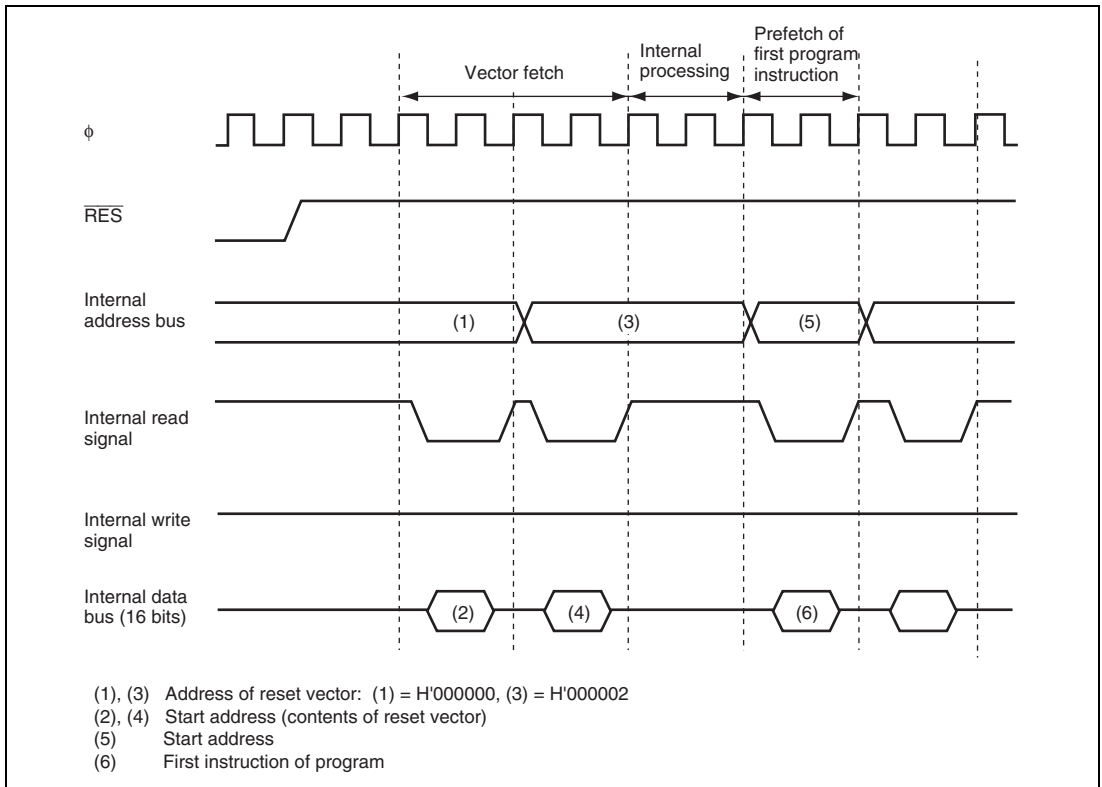 Prefetch of
first program
instruction
Internal
processing
Vector fetch
φ
RES
Internal
address bus
(1)
(3)
(5)
Internal read
signal
Internal write
signal
Internal data
bus (16 bits)
(2)
(4)
(6)
(1), (3) Address of reset vector: (1) = H'000000, (3) = H'000002
(2), (4) Start address (contents of reset vector)
(5) Start address
(6) First instruction of program